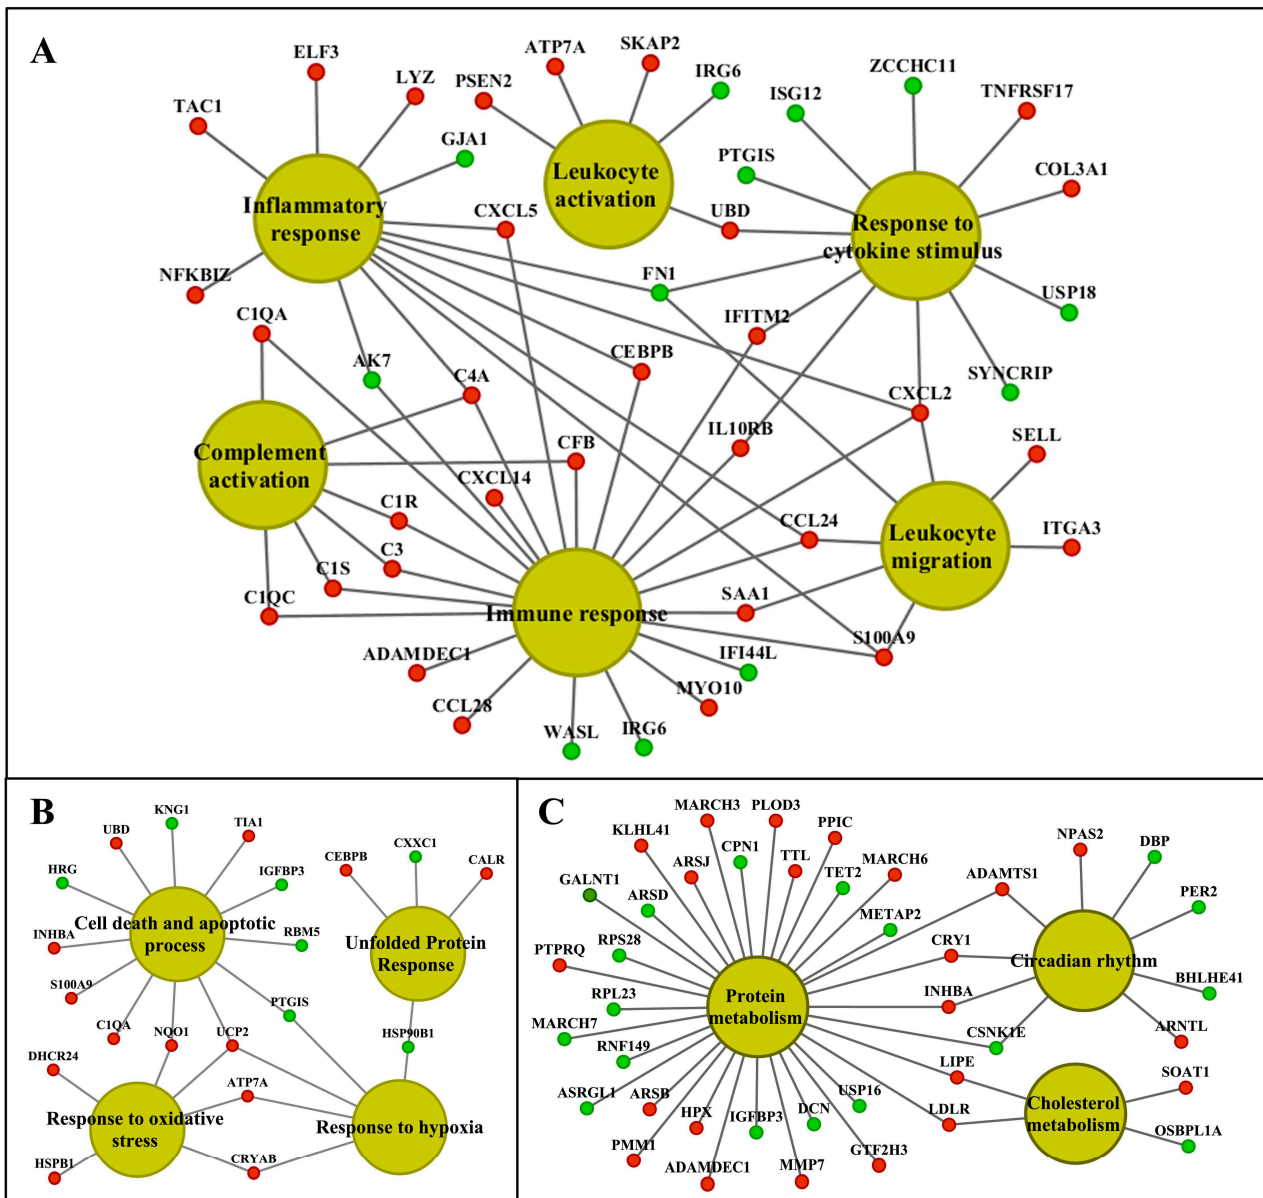 A
ELF3
LYZ
TAC1
GJA1
Inflammatory
response
NFKBIZ
ATP7A
SKAP2
PSEN2
IRG6
Leukocyte
activation
CXCL5
UBD
ZCCHC11
ISG12
TNFRSF17
PTGIS
COL3A1
Response to
cytokine stimulus
USP18
SYNCRIP
FN1
IFITM2
C1QA
AK7
C4A
CEBPB
CXCL2
IL10RB
SELL
Complement
activation
CFB
CXCL14
C1R
C3
C1S
C1QC
CCL24
Leukocyte
migration
ITGA3
SAA1
Immune response
S100A9
ADAMDEC1
IFI44L
MYO10
CCL28
WASL
IRG6
B
KNG1
UBD
TIA1
HRG
IGFBP3
Cell death and apoptotic
process
INHBA
RBM5
S100A9
C1QA
NQO1
UCP2
PTGIS
CEBPB
CXXC1
CALR
Unfolded Protein
Response
HSP90B1
DHCR24
ATP7A
Response to oxidative
stress
Response to hypoxia
HSPB1
CRYAB
C
MARCH3
PLOD3
KLHL41
PPIC
ARSJ
CPN1
TTL
MARCH6
GALNT1
TET2
ARSD
METAP2
RPS28
PTPRQ
RPL23
Protein
metabolism
MARCH7
RNF149
ASRGL1
ARSB
HPX
IGFBP3
DCN
USP16
PMM1
ADAMDEC1
MMP7
GTF2H3
NPAS2
DBP
ADAMTS1
PER2
CRY1
Circadian rhythm
INHBA
BHLHE41
CSNK1E
ARNTL
LIPE
SOAT1
LDLR
Cholesterol
metabolism
OSBPL1A